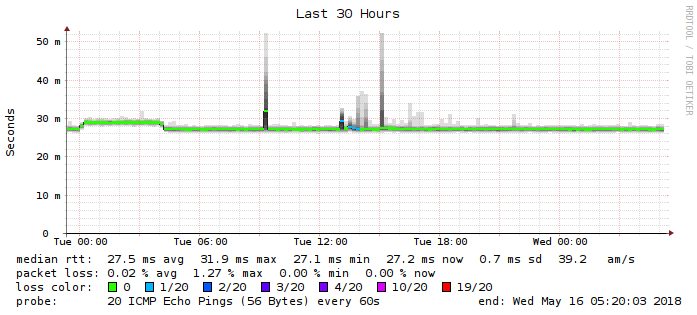 Last 30 Hours
RRDTOOL / TOBI OETIKER
Seconds
50 m
40 m
30 m
20 m
10 m
0
Tue 00:00 Tue 06:00 Tue 12:00 Tue 18:00 Wed 00:00
median rtt: 27.5 ms avg 31.9 ms max 27.1 ms min 27.2 ms now 0.7 ms sd 39.2 am/s
packet loss: 0.02 % avg 1.27 % max 0.00 % min 0.00 % now
loss color: 0 1/20 2/20 3/20 4/20 10/20 19/20
probe: 20 ICMP Echo Pings (56 Bytes) every 60s end: Wed May 16 05:20:03 2018